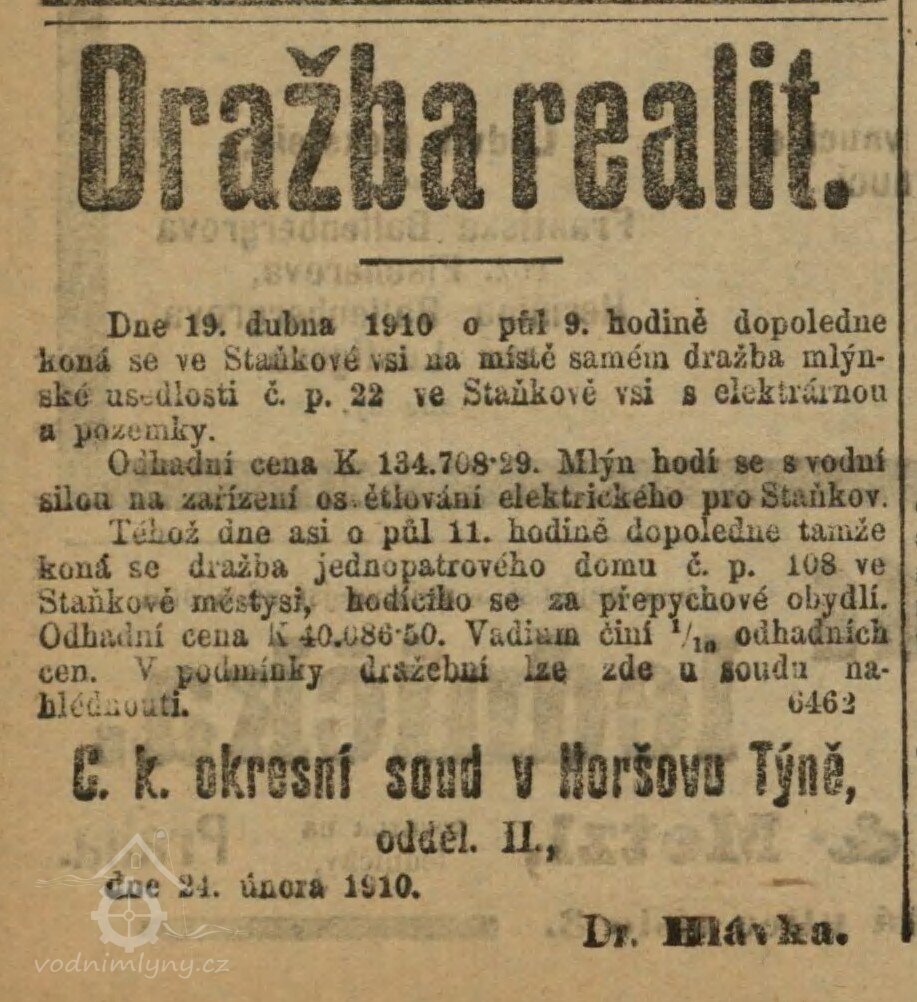 Dražba realit.
Dne 19. dubna 1910 o půl 9. hodině dopoledne
koná se ve Staňkové vsi na místě samém dražba mlýn-
ské usedlosti č. p. 22 ve Staňkově vsi s elektrárnou
a pozemky.
Odhadní cena K 134.708·29. Mlýn hodí se s vodní
silou na zařízení osvětlování elektrického pro Staňkov.
Téhož dne asi o půl 11. hodině dopoledne tamže
koná se dražba jednopatrového domu č. p. 108 ve
Staňkově městysi, hodícího se za přepychové obydlí.
Odhadní cena K 40.086·50. Vadium činí 1/10 odhadních
cen. V podmínky dražební lze zde u soudu na-
hlédnouti. 6462
C. k. okresní soud v Horšovu Týně,
odděl. II.,
dne 24. února 1910.
Dr. Hlávka.
vodnimlyny.cz